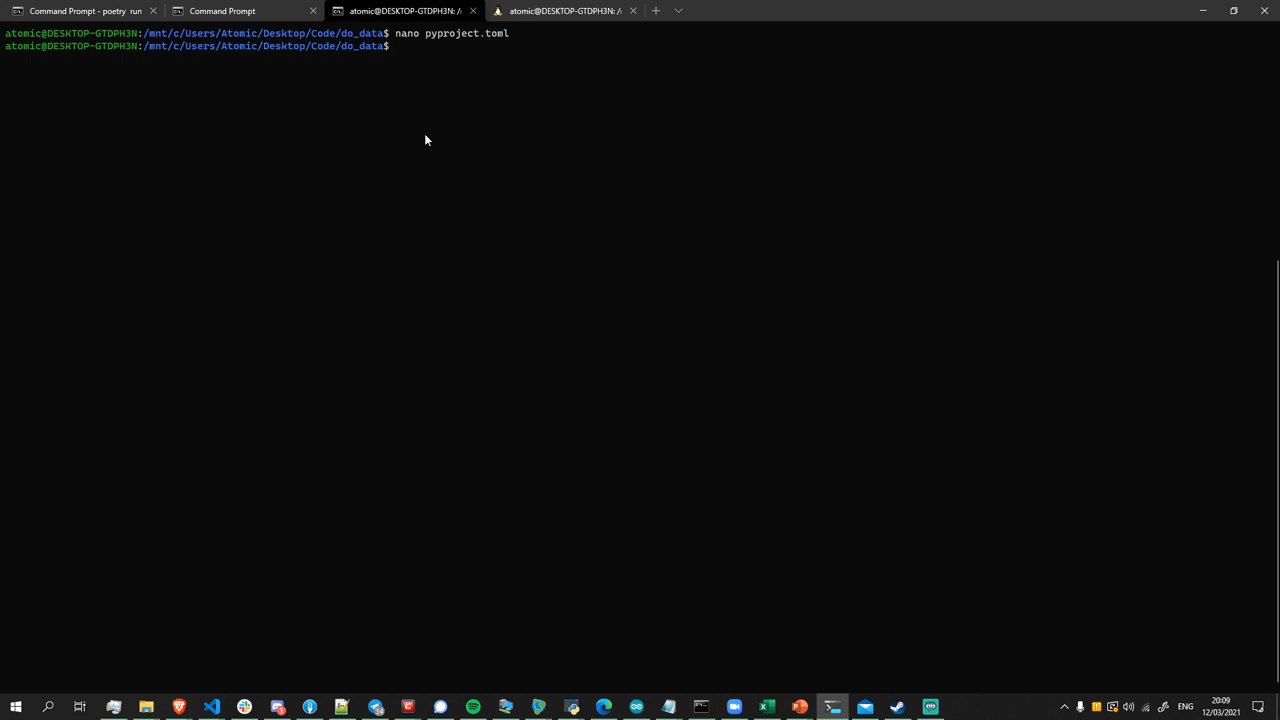 Command Prompt - poetry run
Command Prompt
atomic@DESKTOP-GTDPH3N: /
atomic@DESKTOP-GTDPH3N: /
atomic@DESKTOP-GTDPH3N:/mnt/c/Users/Atomic/Desktop/Code/do_data$ nano pyproject.toml
atomic@DESKTOP-GTDPH3N:/mnt/c/Users/Atomic/Desktop/Code/do_data$
ENG
20:09
12/03/2021